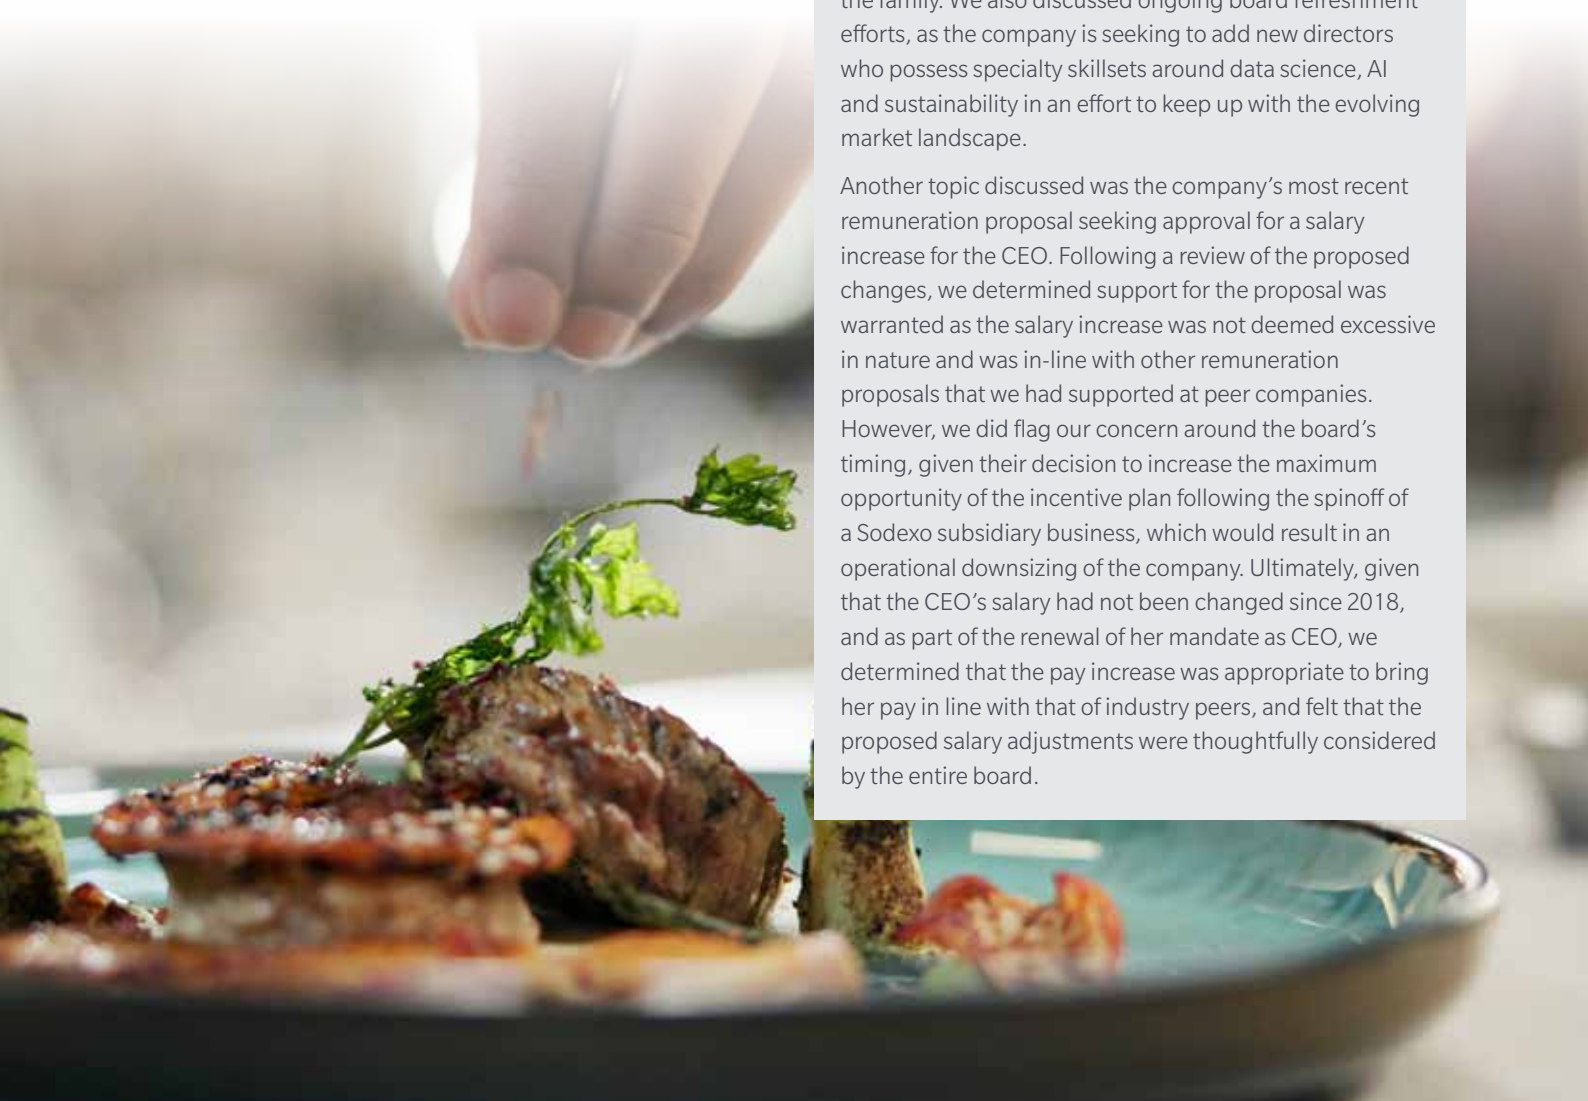 the family. We also discussed ongoing board refreshment
efforts, as the company is seeking to add new directors
who possess specialty skillsets around data science, AI
and sustainability in an effort to keep up with the evolving
market landscape.
Another topic discussed was the company’s most recent
remuneration proposal seeking approval for a salary
increase for the CEO. Following a review of the proposed
changes, we determined support for the proposal was
warranted as the salary increase was not deemed excessive
in nature and was in-line with other remuneration
proposals that we had supported at peer companies.
However, we did flag our concern around the board’s
timing, given their decision to increase the maximum
opportunity of the incentive plan following the spinoff of
a Sodexo subsidiary business, which would result in an
operational downsizing of the company. Ultimately, given
that the CEO’s salary had not been changed since 2018,
and as part of the renewal of her mandate as CEO, we
determined that the pay increase was appropriate to bring
her pay in line with that of industry peers, and felt that the
proposed salary adjustments were thoughtfully considered
by the entire board.